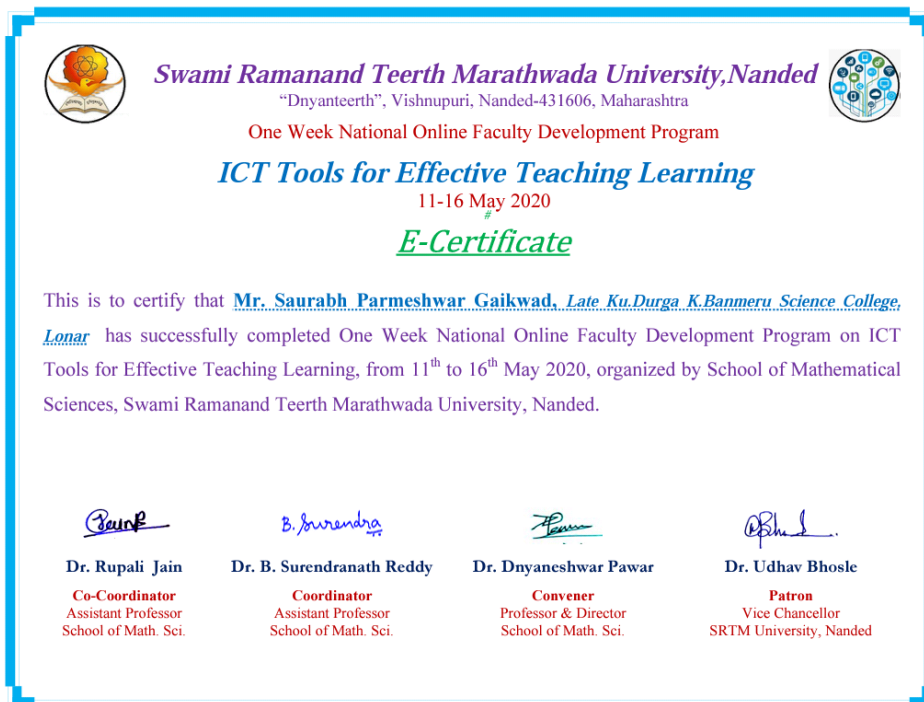 Swami Ramanand Teerth Marathwada University,Nanded
“Dnyanteerth”, Vishnupuri, Nanded-431606, Maharashtra
One Week National Online Faculty Development Program
ICT Tools for Effective Teaching Learning
11-16 May 2020
#
E-Certificate
This is to certify that Mr. Saurabh Parmeshwar Gaikwad, Late Ku.Durga K.Banmeru Science College,
Lonar has successfully completed One Week National Online Faculty Development Program on ICT
Tools for Effective Teaching Learning, from 11th to 16th May 2020, organized by School of Mathematical
Sciences, Swami Ramanand Teerth Marathwada University, Nanded.
B. Surendra
Dr. Rupali Jain
Co-Coordinator
Assistant Professor
School of Math. Sci.
Dr. B. Surendranath Reddy
Coordinator
Assistant Professor
School of Math. Sci.
Dr. Dnyaneshwar Pawar
Convener
Professor & Director
School of Math. Sci.
Dr. Udhav Bhosle
Patron
Vice Chancellor
SRTM University, Nanded